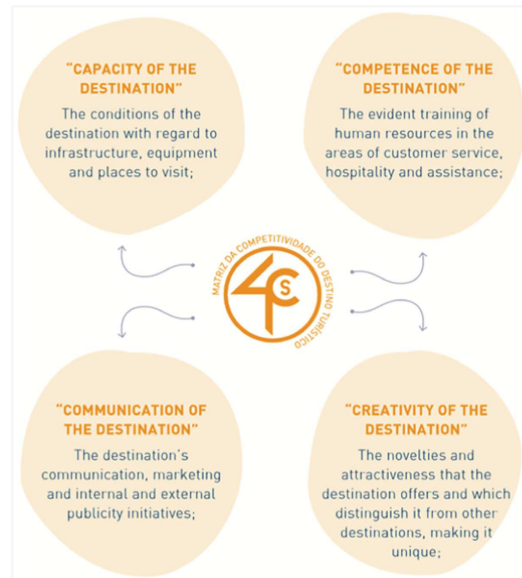 "CAPACITY OF THE
DESTINATION"
The conditions of the
destination with regard to
infrastructure, equipment
and places to visit;
"COMPETENCE OF THE
DESTINATION"
The evident training of
human resources in the
areas of customer service,
hospitality and assistance;
MATRIZ DA COMPETITIVIDADE DO DESTINO TURÍSTICO
4Cs
"COMMUNICATION OF
THE DESTINATION"
The destination's
communication, marketing
and internal and external
publicity initiatives;
"CREATIVITY OF THE
DESTINATION"
The novelties and
attractiveness that the
destination offers and which
distinguish it from other
destinations, making it
unique;